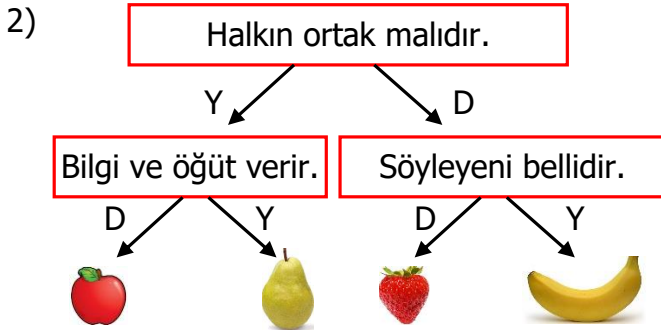 2)
Halkın ortak malıdır.
Y
D
Bilgi ve öğüt verir.
Söyleyeni bellidir.
D
Y
D
Y